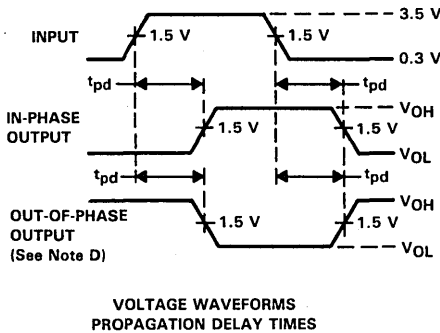 3.5 V
INPUT
1.5 V
1.5 V
0.3 V
tpd
tpd
IN-PHASE
OUTPUT
VOH
1.5 V
1.5 V
VOL
tpd
tpd
OUT-OF-PHASE
OUTPUT
(See Note D)
VOH
1.5 V
1.5 V
VOL
VOLTAGE WAVEFORMS
PROPAGATION DELAY TIMES